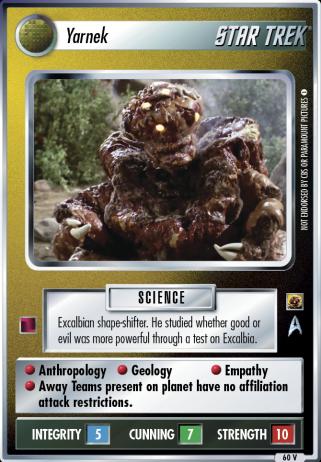 Yarnek
STAR TREK
NOT ENDORSED BY CBS OR PARAMOUNT PICTURES
SCIENCE
Excalbian shape-shifter. He studied whether good or
evil was more powerful through a test on Excalbia.
Anthropology Geology Empathy
Away Teams present on planet have no affiliation
attack restrictions.
INTEGRITY 5 CUNNING 7 STRENGTH 10
60 V